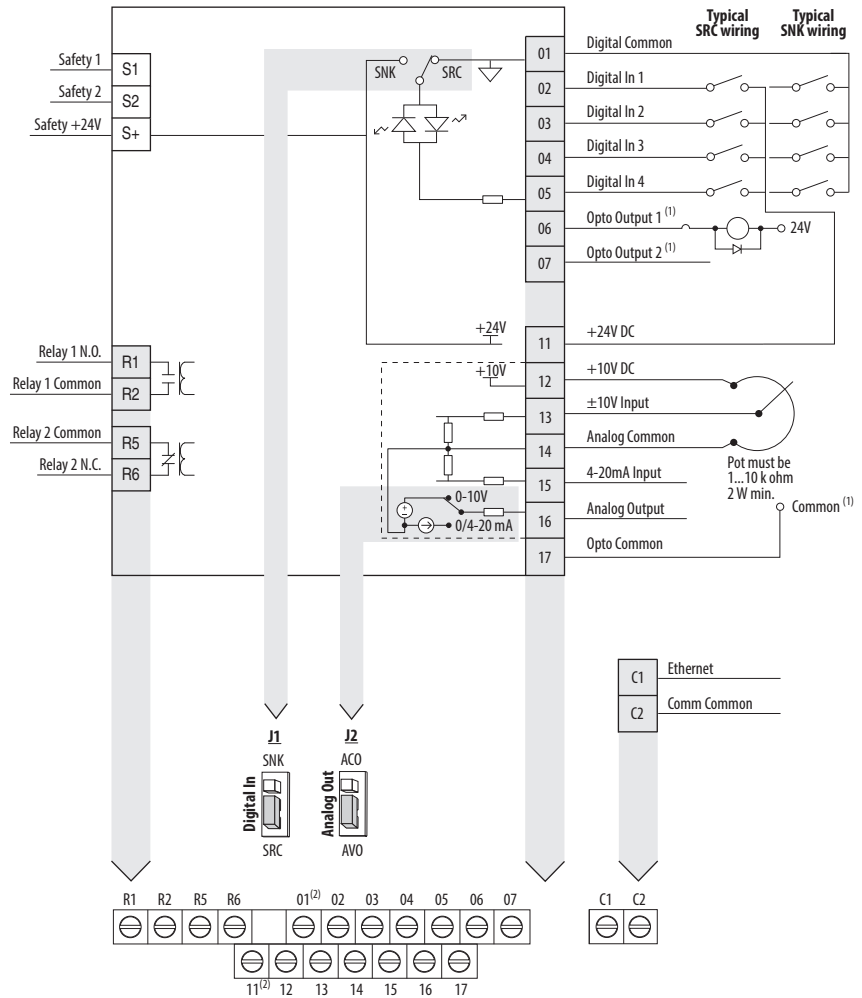 Typical
SRC wiring
Typical
SNK wiring
Safety 1
S1
Safety 2
S2
Safety +24V
S+
SNK
SRC
01
Digital Common
02
Digital In 1
03
Digital In 2
04
Digital In 3
05
Digital In 4
06
Opto Output 1 (1)
24V
07
Opto Output 2 (1)
+24V
11
+24V DC
+10V
12
+10V DC
13
±10V Input
14
Analog Common
15
4-20mA Input
16
Analog Output
17
Opto Common
Pot must be
1...10 k ohm
2 W min.
Common (1)
Relay 1 N.O.
R1
Relay 1 Common
R2
Relay 2 Common
R5
Relay 2 N.C.
R6
0-10V
+
0/4-20 mA
C1
Ethernet
C2
Comm Common
J1
SNK
Digital In
SRC
J2
ACO
Analog Out
AVO
R1 R2 R5 R6 01(2) 02 03 04 05 06 07
C1 C2
11(2) 12 13 14 15 16 17